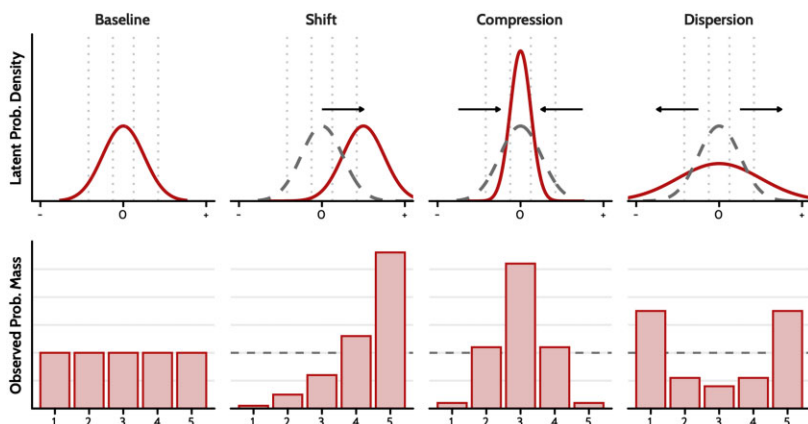 Baseline Shift Compression Dispersion
Latent Prob. Density
- 0 + - 0 + - 0 + - 0 +
Observed Prob. Mass
1 2 3 4 5 1 2 3 4 5 1 2 3 4 5 1 2 3 4 5